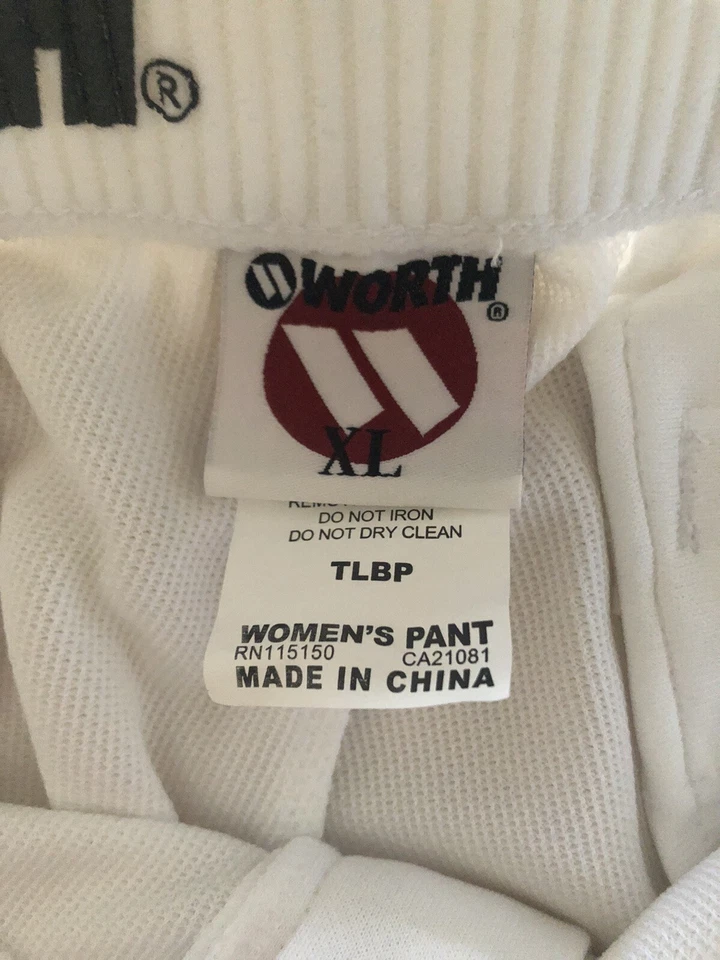 ®
WORTH®
XL
DO NOT IRON
DO NOT DRY CLEAN
TLBP
WOMEN'S PANT
RN115150 CA21081
MADE IN CHINA